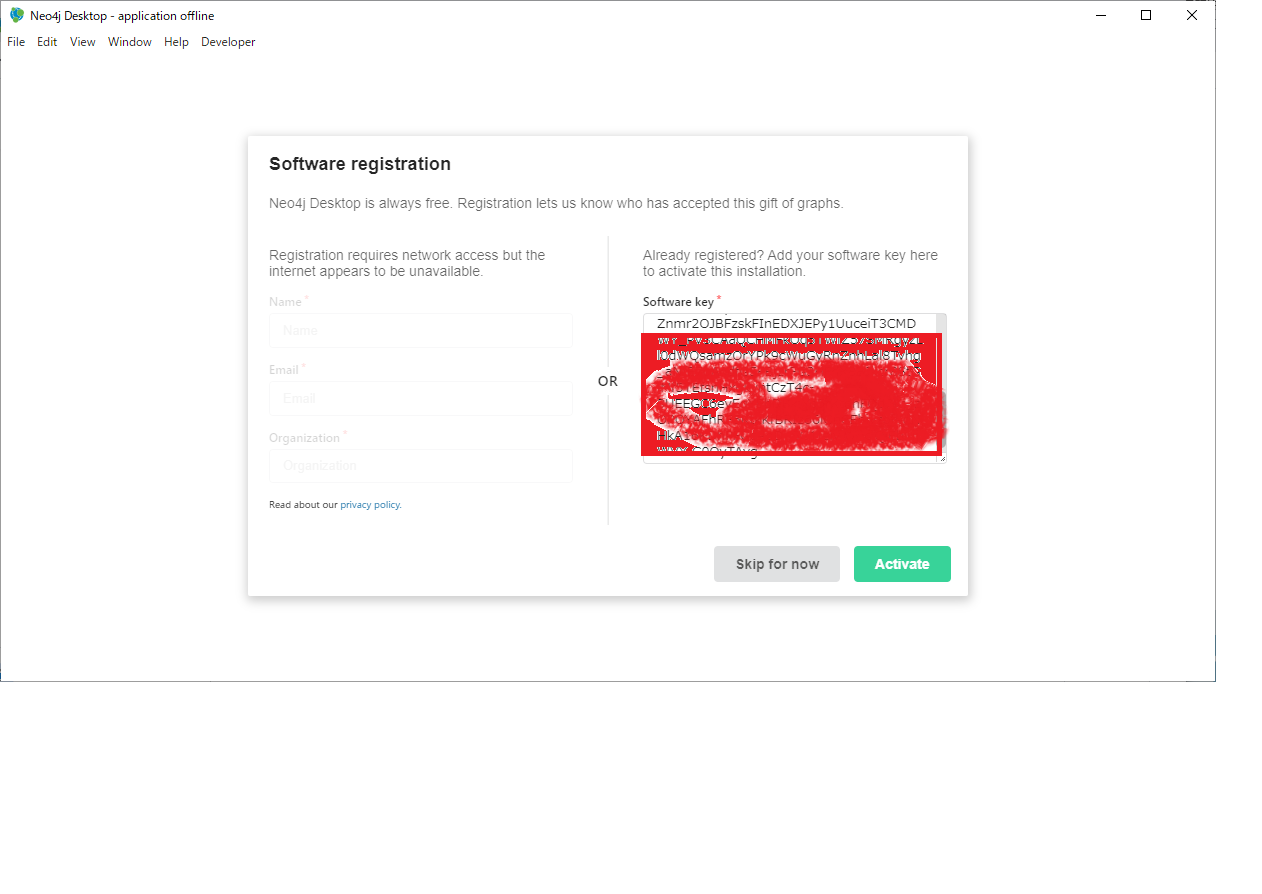 Neo4j Desktop - application offline
File Edit View Window Help Developer
Software registration
Neo4j Desktop is always free. Registration lets us know who has accepted this gift of graphs.
Registration requires network access but the
internet appears to be unavailable.
Name *
Name
Email *
Email
Organization *
Organization
Read about our privacy policy.
OR
Already registered? Add your software key here
to activate this installation.
Software key *
Skip for now
Activate